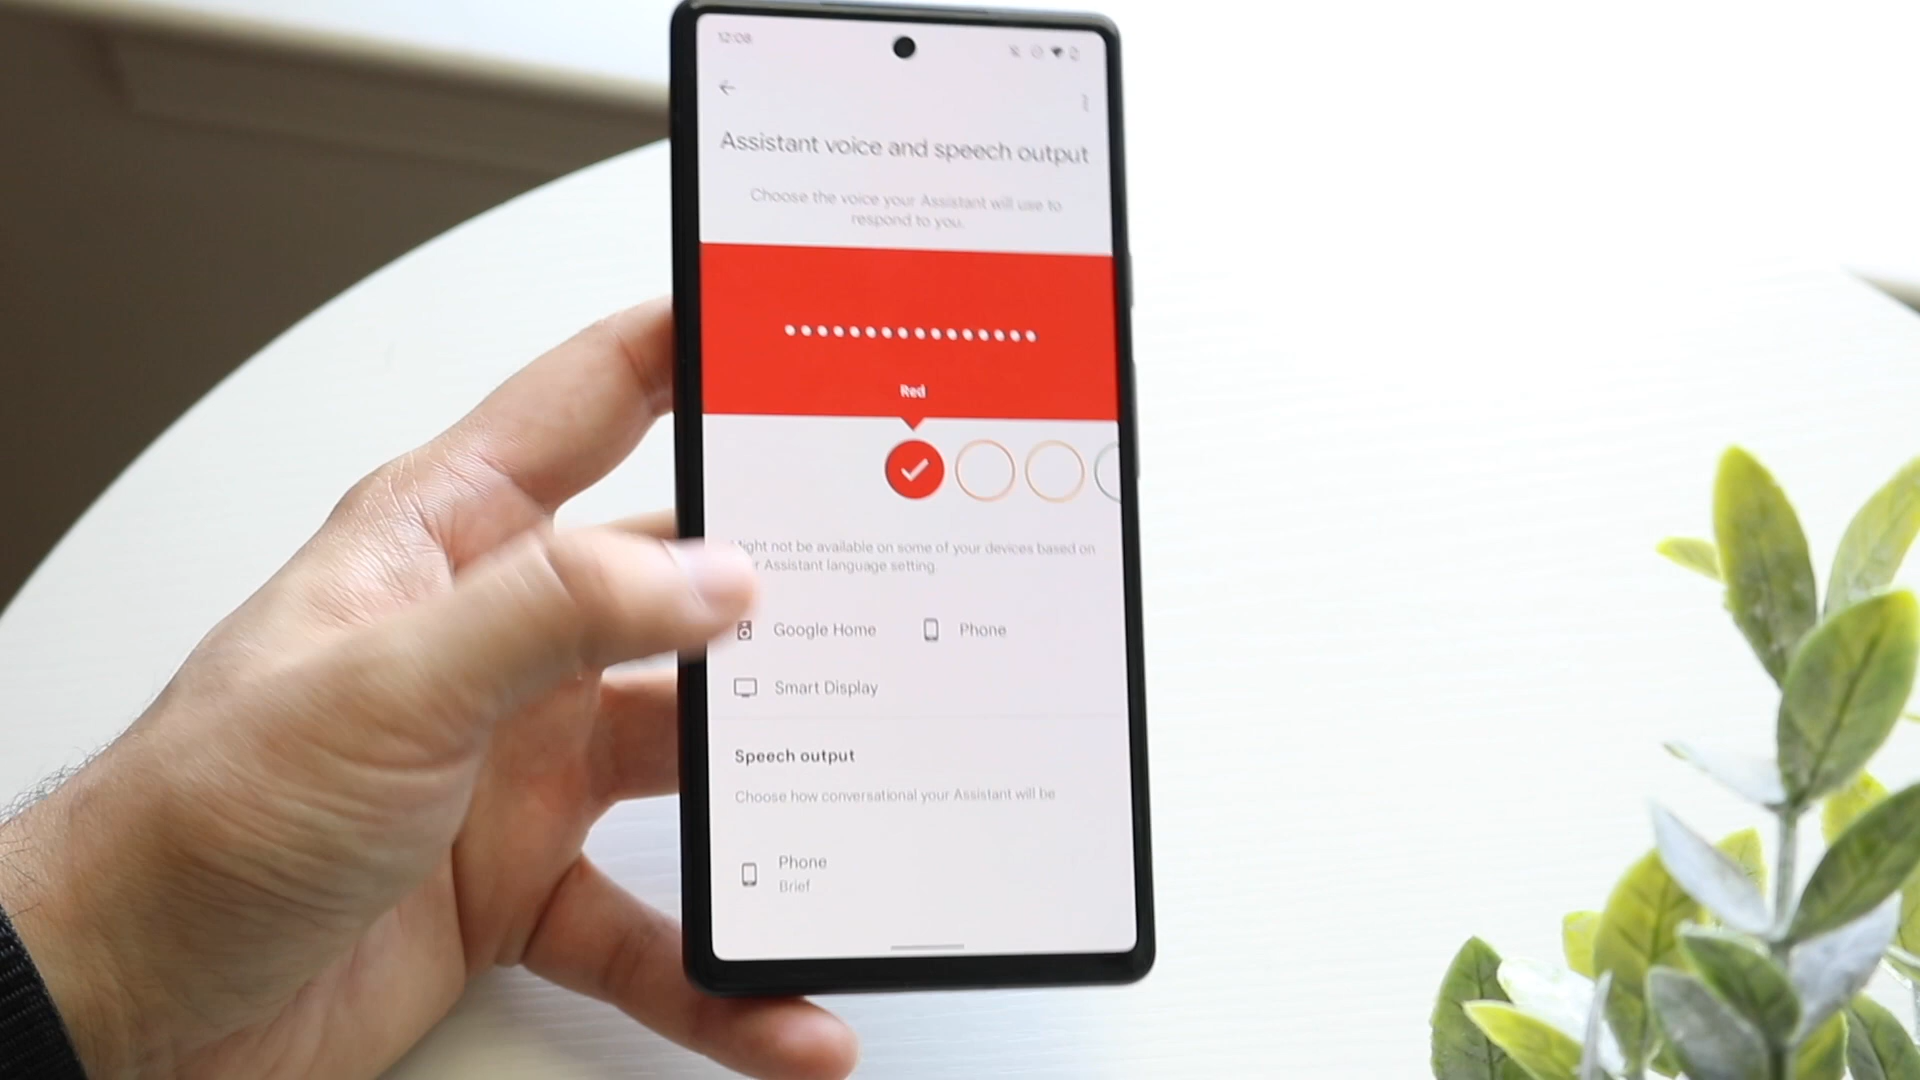 12:08
Assistant voice and speech output
Choose the voice your Assistant will use to
respond to you.
Red
ight not be available on some of your devices based on
r Assistant language setting.
Google Home
Phone
Smart Display
Speech output
Choose how conversational your Assistant will be
Phone
Brief